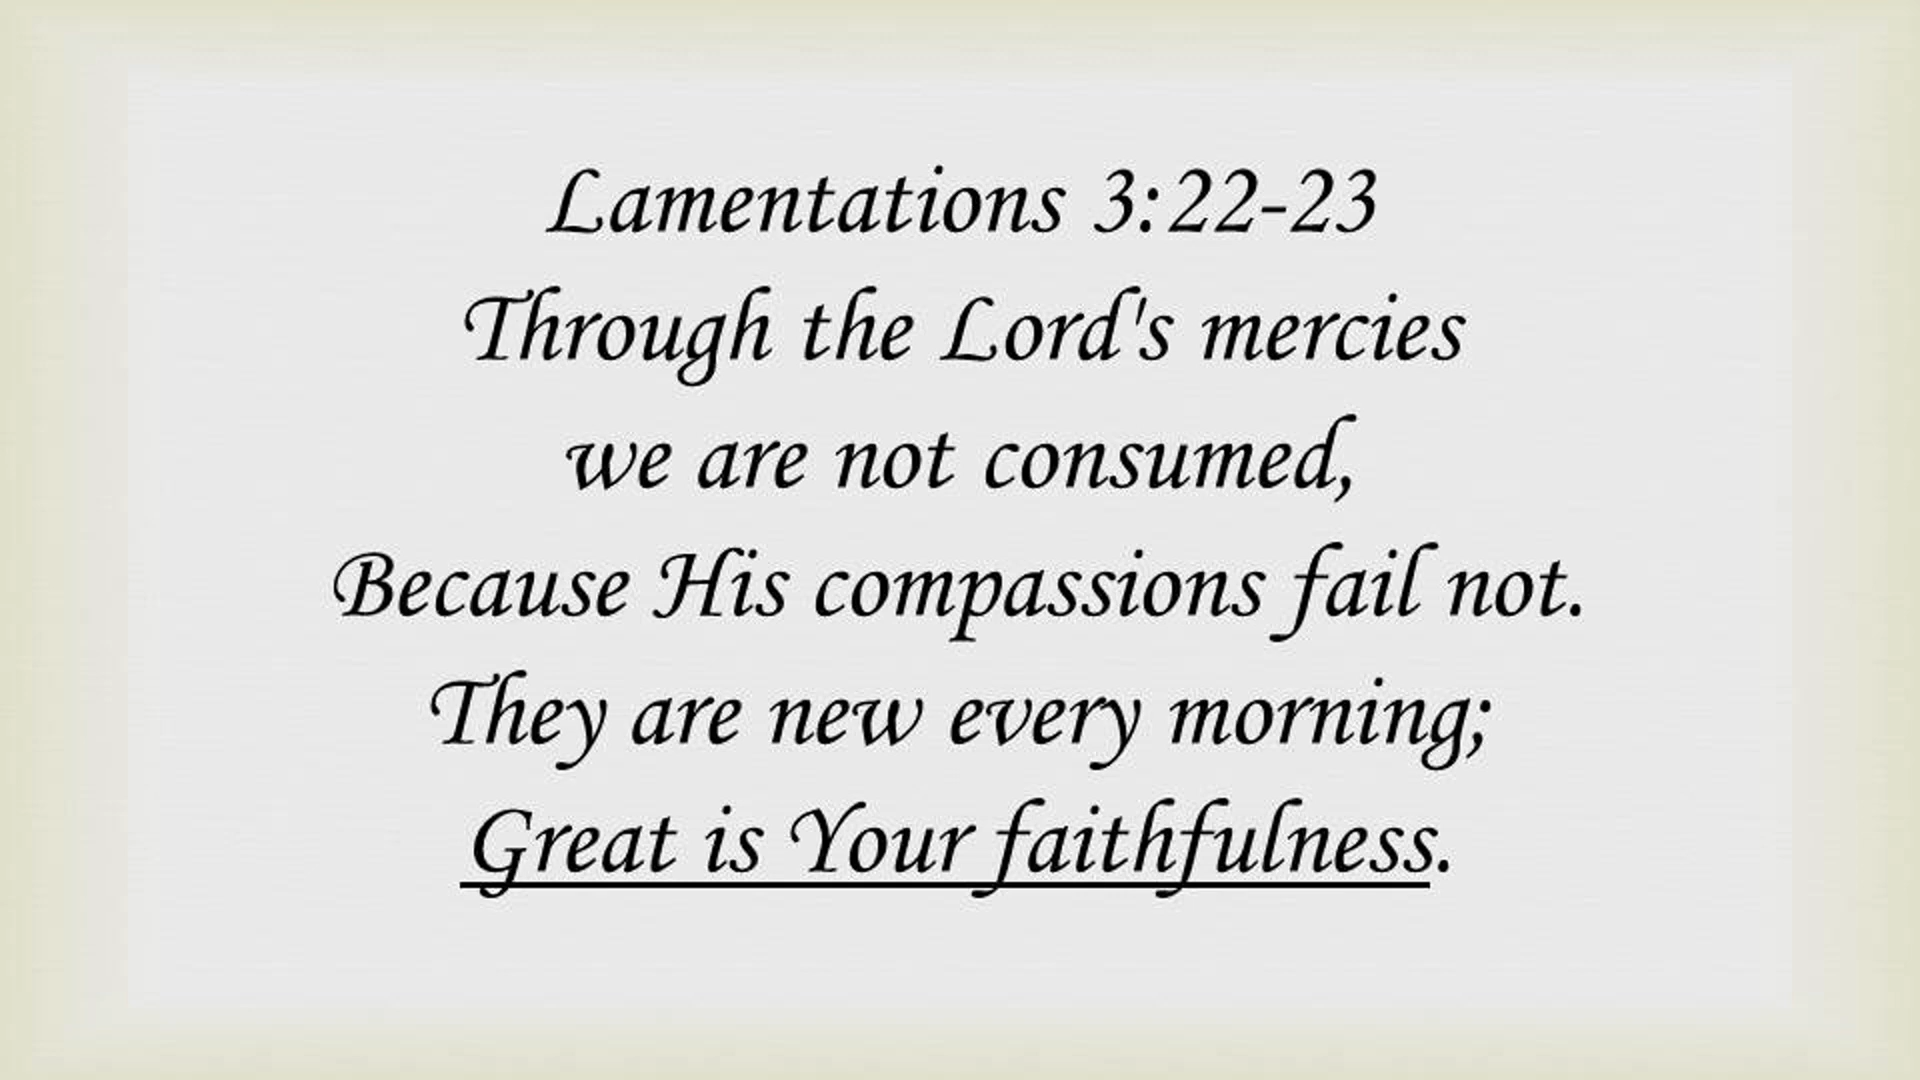 Lamentations 3:22-23
Through the Lord's mercies
we are not consumed,
Because His compassions fail not.
They are new every morning;
Great is Your faithfulness.